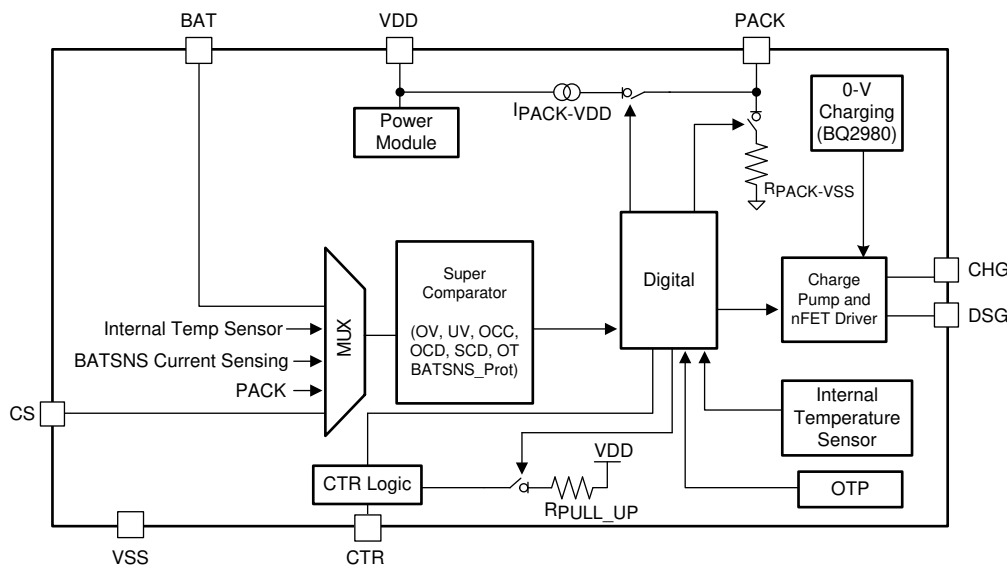 BAT
VDD
PACK
0-V
Charging
(BQ2980)
IPACK-VDD
Power
Module
RPACK-VSS
Super
Comparator
(OV, UV, OCC,
OCD, SCD, OT
BATSNS_Prot)
Digital
Charge
Pump and
nFET Driver
CHG
DSG
MUX
Internal Temp Sensor
BATSNS Current Sensing
PACK
CS
Internal
Temperature
Sensor
VDD
CTR Logic
RPULL_UP
OTP
VSS
CTR